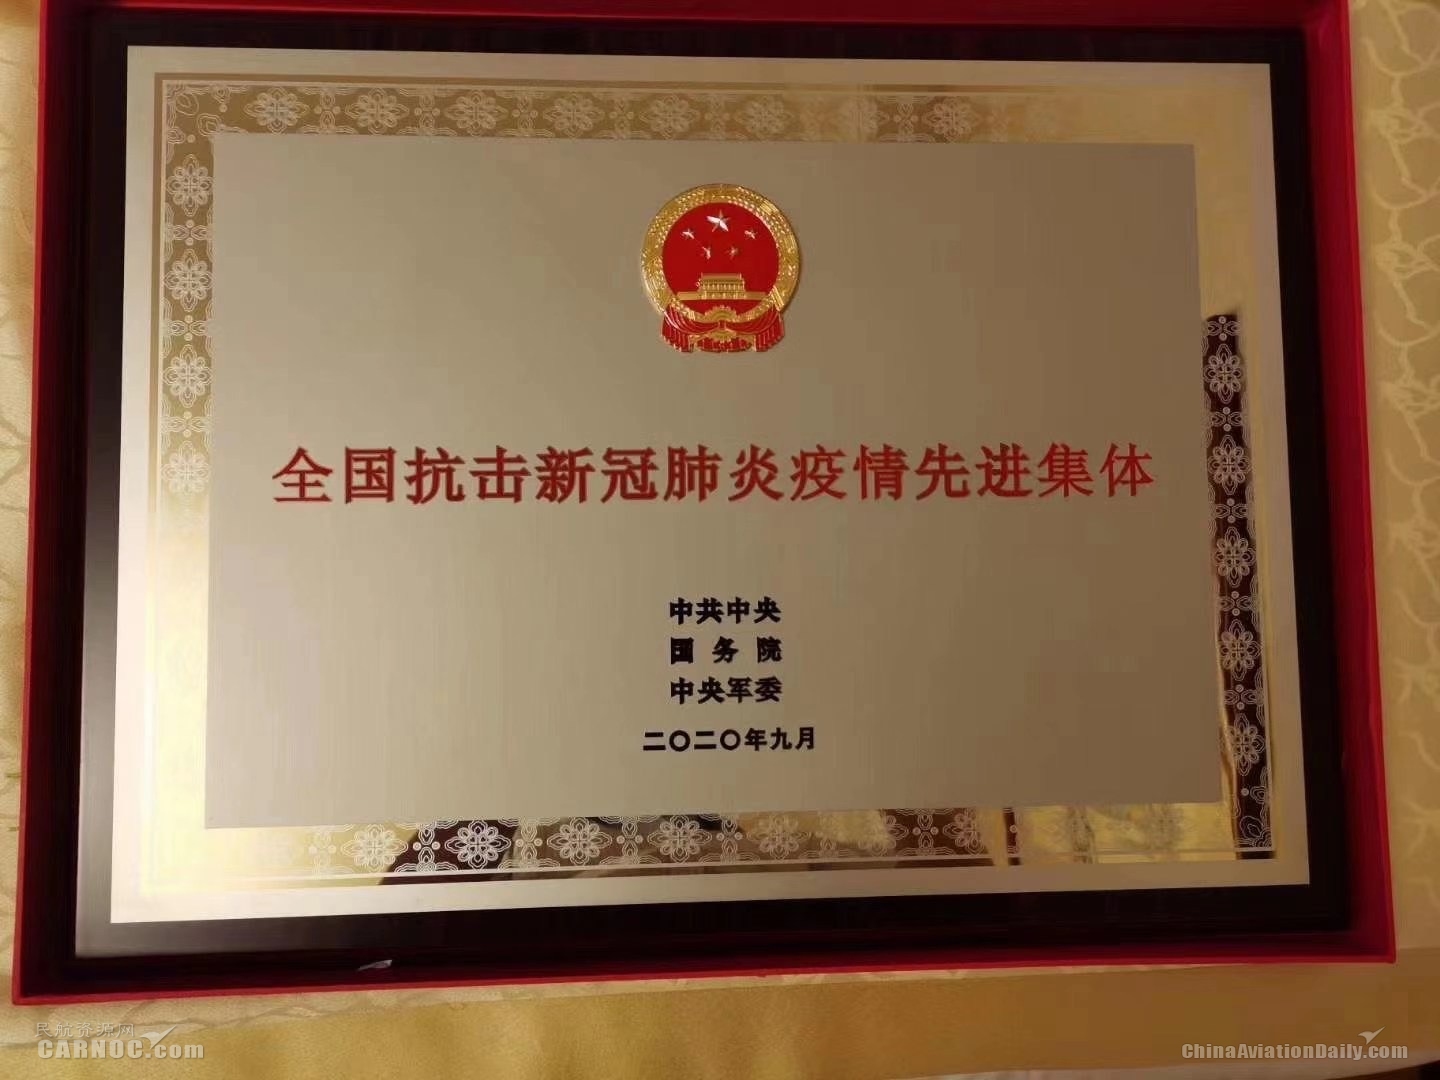 全国抗击新冠肺炎疫情先进集体
中共中央
国务院
中央军委
二〇二〇年九月
民航资源网
CARNOC.com
ChinaAviationDaily.com